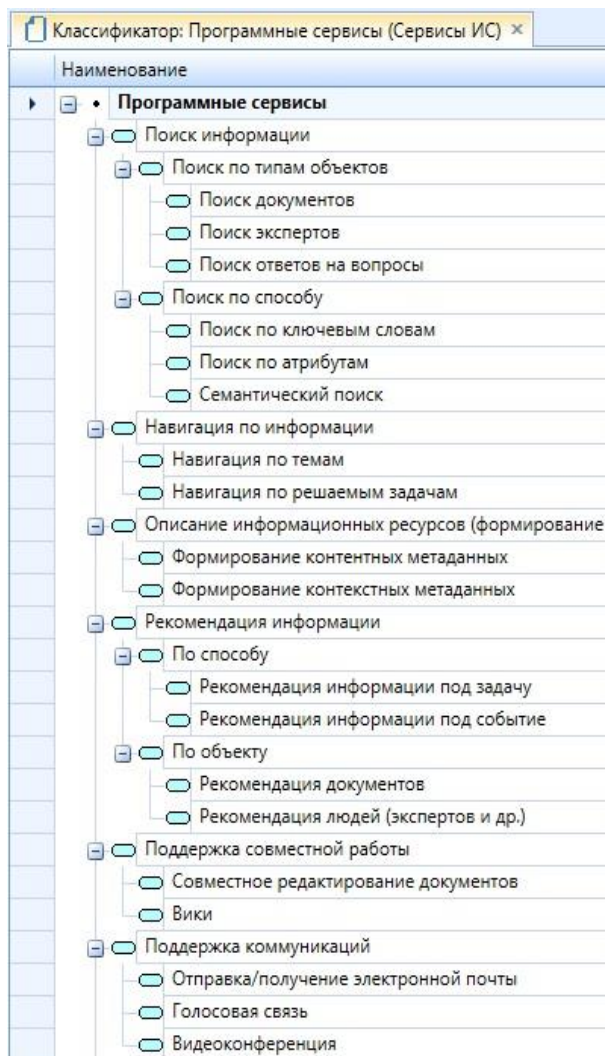 Классификатор: Программные сервисы (Сервисы ИС) ×
Наименование
Программные сервисы
Поиск информации
Поиск по типам объектов
Поиск документов
Поиск экспертов
Поиск ответов на вопросы
Поиск по способу
Поиск по ключевым словам
Поиск по атрибутам
Семантический поиск
Навигация по информации
Навигация по темам
Навигация по решаемым задачам
Описание информационных ресурсов (формирование
Формирование контентных метаданных
Формирование контекстных метаданных
Рекомендация информации
По способу
Рекомендация информации под задачу
Рекомендация информации под событие
По объекту
Рекомендация документов
Рекомендация людей (экспертов и др.)
Поддержка совместной работы
Совместное редактирование документов
Вики
Поддержка коммуникаций
Отправка/получение электронной почты
Голосовая связь
Видеоконференция